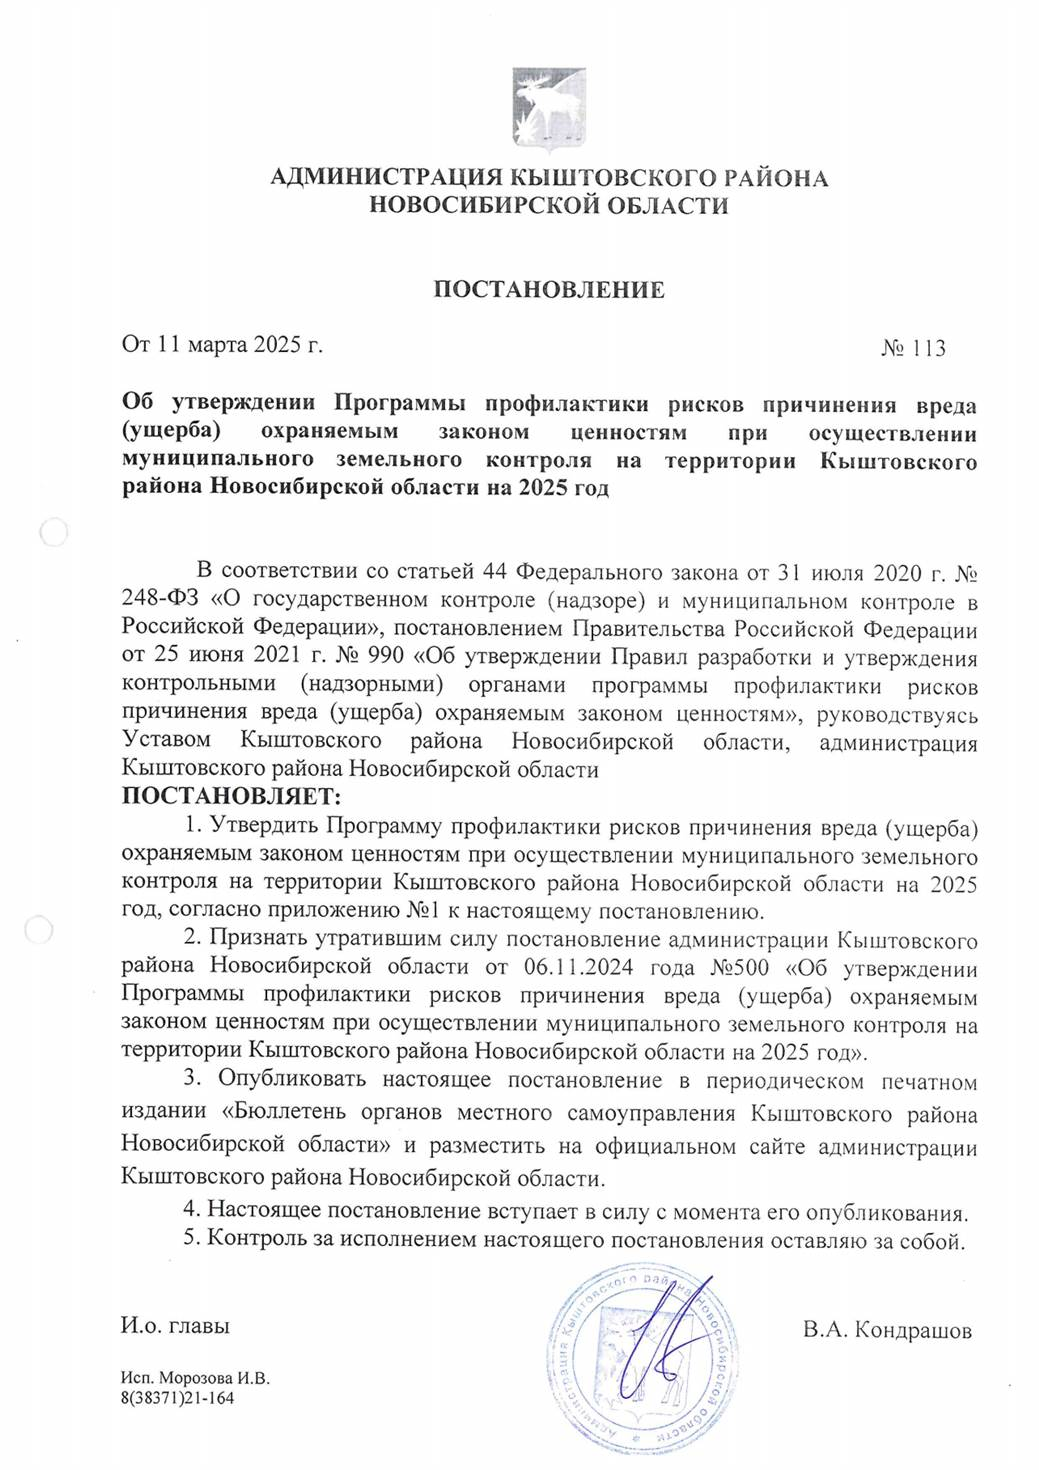 АДМИНИСТРАЦИЯ КЫШТОВСКОГО РАЙОНА
НОВОСИБИРСКОЙ ОБЛАСТИ
ПОСТАНОВЛЕНИЕ
От 11 марта 2025 г.
№ 113
Об утверждении Программы профилактики рисков причинения вреда
(ущерба) охраняемым законом ценностям при осуществлении
муниципального земельного контроля на территории Кыштовского
района Новосибирской области на 2025 год
В соответствии со статьей 44 Федерального закона от 31 июля 2020 г. №
248-ФЗ «О государственном контроле (надзоре) и муниципальном контроле в
Российской Федерации», постановлением Правительства Российской Федерации
от 25 июня 2021 г. № 990 «Об утверждении Правил разработки и утверждения
контрольными (надзорными) органами программы профилактики рисков
причинения вреда (ущерба) охраняемым законом ценностям», руководствуясь
Уставом Кыштовского района Новосибирской области, администрация
Кыштовского района Новосибирской области
ПОСТАНОВЛЯЕТ:
1. Утвердить Программу профилактики рисков причинения вреда (ущерба)
охраняемым законом ценностям при осуществлении муниципального земельного
контроля на территории Кыштовского района Новосибирской области на 2025
год, согласно приложению №1 к настоящему постановлению.
2. Признать утратившим силу постановление администрации Кыштовского
района Новосибирской области от 06.11.2024 года №500 «Об утверждении
Программы профилактики рисков причинения вреда (ущерба) охраняемым
законом ценностям при осуществлении муниципального земельного контроля на
территории Кыштовского района Новосибирской области на 2025 год».
3. Опубликовать настоящее постановление в периодическом печатном
издании «Бюллетень органов местного самоуправления Кыштовского района
Новосибирской области» и разместить на официальном сайте администрации
Кыштовского района Новосибирской области.
4. Настоящее постановление вступает в силу с момента его опубликования.
5. Контроль за исполнением настоящего постановления оставляю за собой.
И.о. главы
В.А. Кондрашов
Администрация Кыштовского района Новосибирской области *
Исп. Морозова И.В.
8(38371)21-164